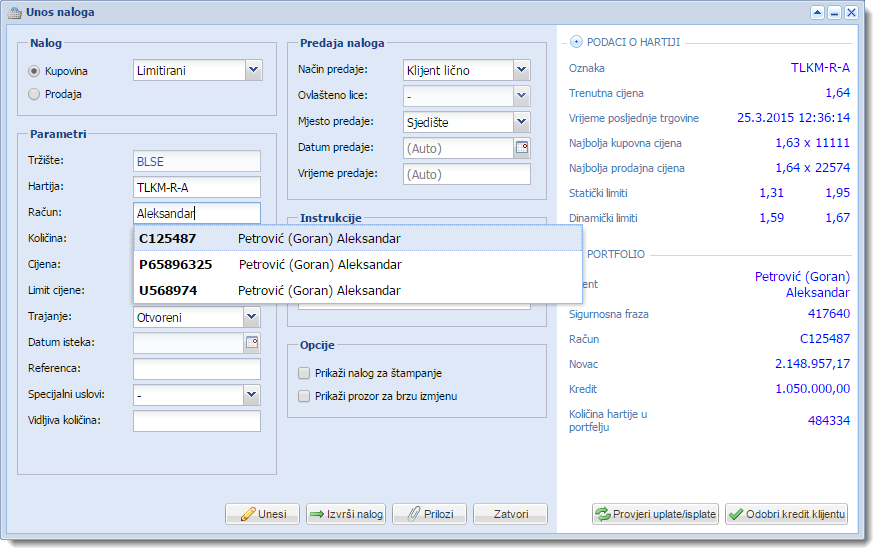 Unos naloga
Nalog
Kupovina
Limitirani
Prodaja
Parametri
Tržište:
BLSE
Hartija:
TLKM-R-A
Račun:
Aleksandar
Količina:
C125487 Petrović (Goran) Aleksandar
Cijena:
P65896325 Petrović (Goran) Aleksandar
Limit cijene:
U568974 Petrović (Goran) Aleksandar
Trajanje:
Otvoreni
Datum isteka:
Referenca:
Specijalni uslovi:
-
Vidljiva količina:
Predaja naloga
Način predaje:
Klijent lično
Ovlašteno lice:
-
Mjesto predaje:
Sjedište
Datum predaje:
(Auto)
Vrijeme predaje:
(Auto)
Instrukcije
Opcije
Prikaži nalog za štampanje
Prikaži prozor za brzu izmjenu
Unesi
Izvrši nalog
Prilozi
Zatvori
PODACI O HARTIJI
Oznaka TLKM-R-A
Trenutna cijena 1,64
Vrijeme posljednje trgovine 25.3.2015 12:36:14
Najbolja kupovna cijena 1,63 x 11111
Najbolja prodajna cijena 1,64 x 22574
Statički limiti 1,31 1,95
Dinamički limiti 1,59 1,67
PORTFOLIO
ent Petrović (Goran)
Aleksandar
Sigurnosna fraza 417640
Račun C125487
Novac 2.148.957,17
Kredit 1.050.000,00
Količina hartije u
portfelju 484334
Provjeri uplate/isplate
Odobri kredit klijentu